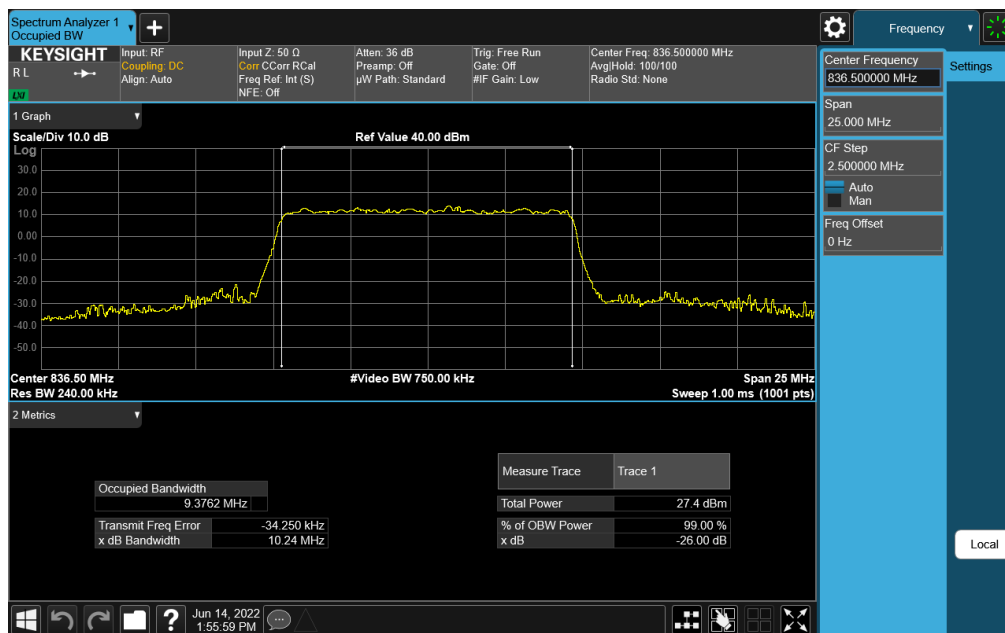 Spectrum Analyzer 1
Occupied BW
Frequency
KEYSIGHT
R L
LXI
Input: RF
Coupling: DC
Align: Auto
Input Z: 50 Ω
Corr CCorr RCal
Freq Ref: Int (S)
NFE: Off
Atten: 36 dB
Preamp: Off
µW Path: Standard
Trig: Free Run
Gate: Off
#IF Gain: Low
Center Freq: 836.500000 MHz
Avg|Hold: 100/100
Radio Std: None
Center Frequency
836.500000 MHz
Settings
Span
25.000 MHz
CF Step
2.500000 MHz
Auto
Man
Freq Offset
0 Hz
1 Graph
Scale/Div 10.0 dB
Ref Value 40.00 dBm
Log
30.0
20.0
10.0
0.00
-10.0
-20.0
-30.0
-40.0
-50.0
Center 836.50 MHz
#Video BW 750.00 kHz
Span 25 MHz
Res BW 240.00 kHz
Sweep 1.00 ms (1001 pts)
2 Metrics
Measure Trace
Trace 1
Occupied Bandwidth
9.3762 MHz
Total Power
27.4 dBm
Transmit Freq Error
-34.250 kHz
% of OBW Power
99.00 %
x dB Bandwidth
10.24 MHz
x dB
-26.00 dB
Local
?
Jun 14, 2022
1:55:59 PM